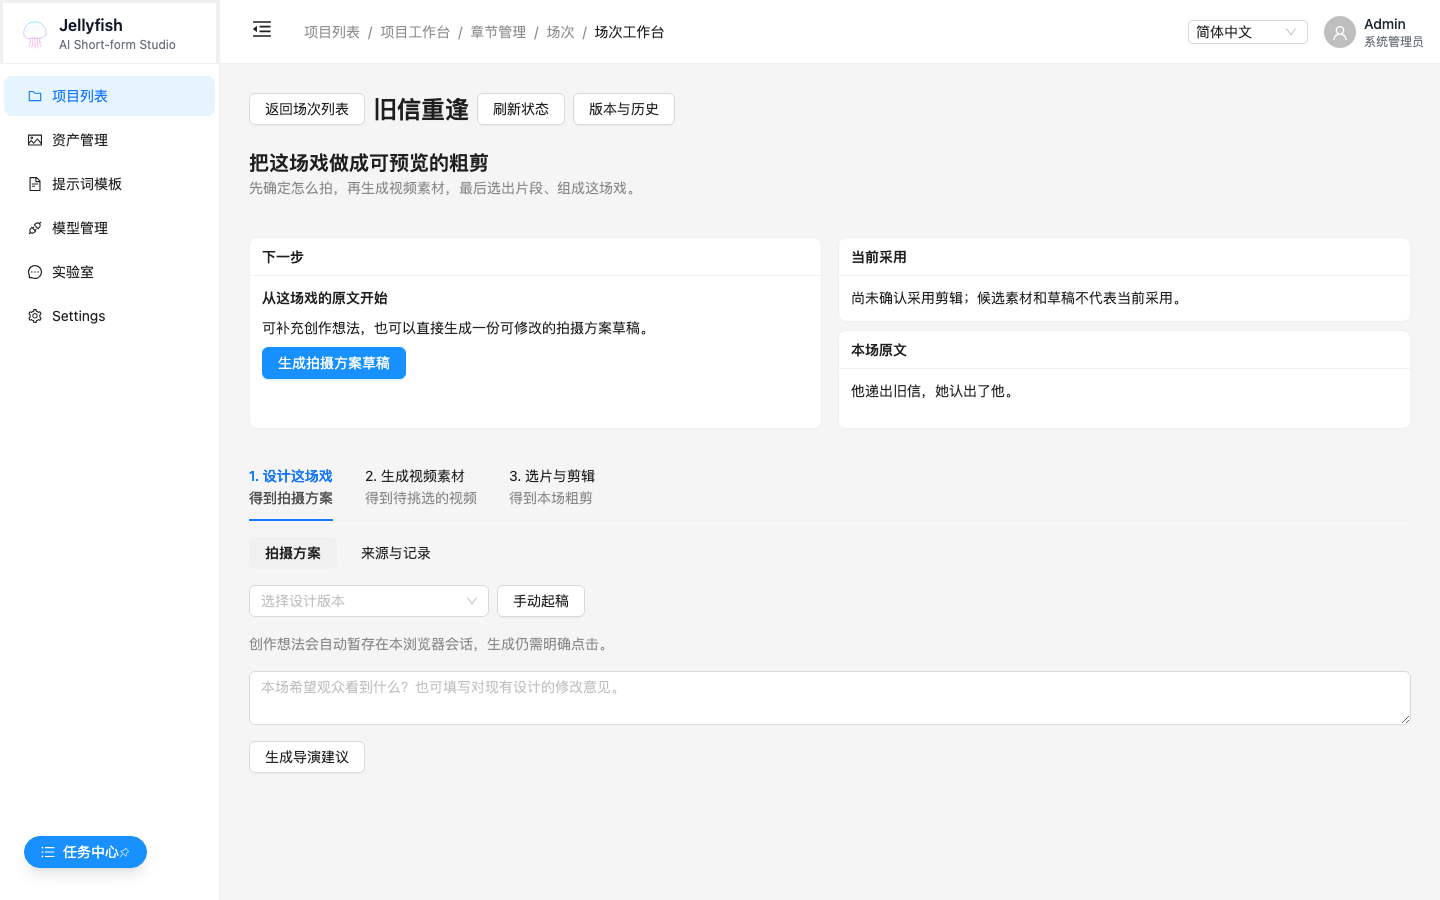 Jellyfish
AI Short-form Studio
项目列表 / 项目工作台 / 章节管理 / 场次 / 场次工作台
简体中文
Admin
系统管理员
项目列表
资产管理
提示词模板
模型管理
实验室
Settings
任务中心
返回场次列表 旧信重逢 刷新状态 版本与历史
把这场戏做成可预览的粗剪
先确定怎么拍，再生成视频素材，最后选出片段、组成这场戏。
下一步
从这场戏的原文开始
可补充创作想法，也可以直接生成一份可修改的拍摄方案草稿。
生成拍摄方案草稿
当前采用
尚未确认采用剪辑；候选素材和草稿不代表当前采用。
本场原文
他递出旧信，她认出了他。
1. 设计这场戏
得到拍摄方案
2. 生成视频素材
得到待挑选的视频
3. 选片与剪辑
得到本场粗剪
拍摄方案 来源与记录
选择设计版本 手动起稿
创作想法会自动暂存在本浏览器会话，生成仍需明确点击。
本场希望观众看到什么？也可填写对现有设计的修改意见。
生成导演建议